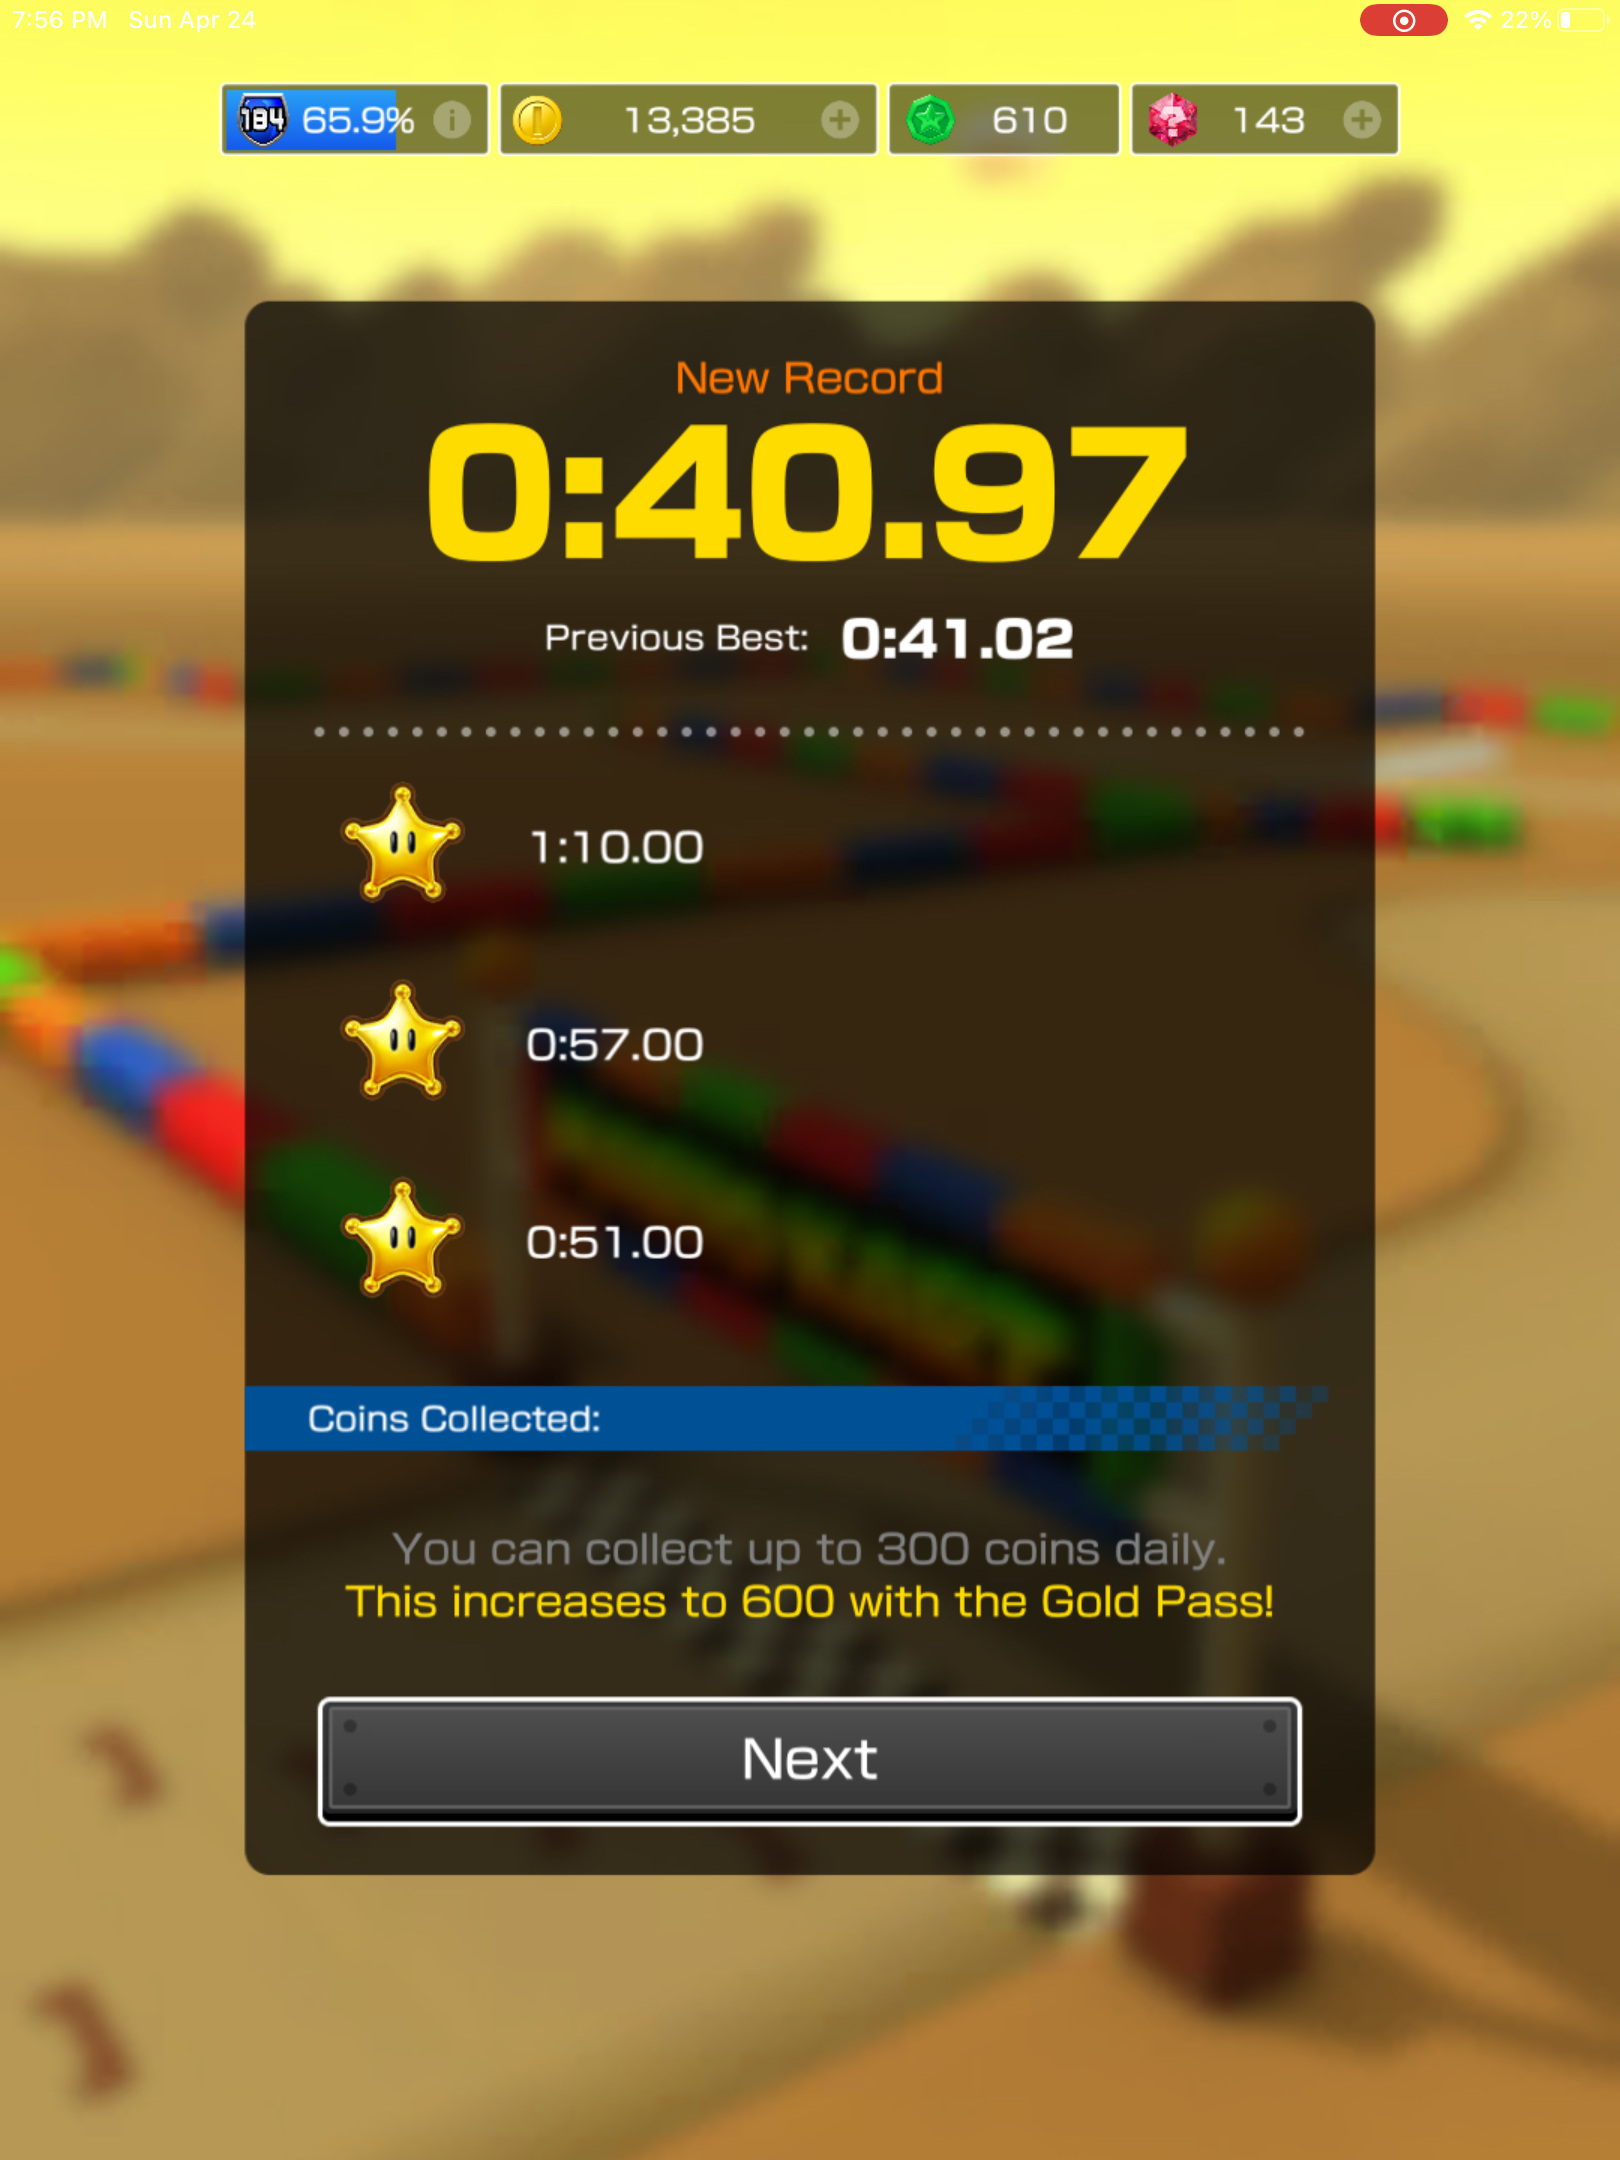 7:56 PM Sun Apr 24 22%
184 65.9% i 13,385 + 610 ? 143 +
New Record
0:40.97
Previous Best: 0:41.02
1:10.00
0:57.00
0:51.00
Coins Collected:
You can collect up to 300 coins daily.
This increases to 600 with the Gold Pass!
Next